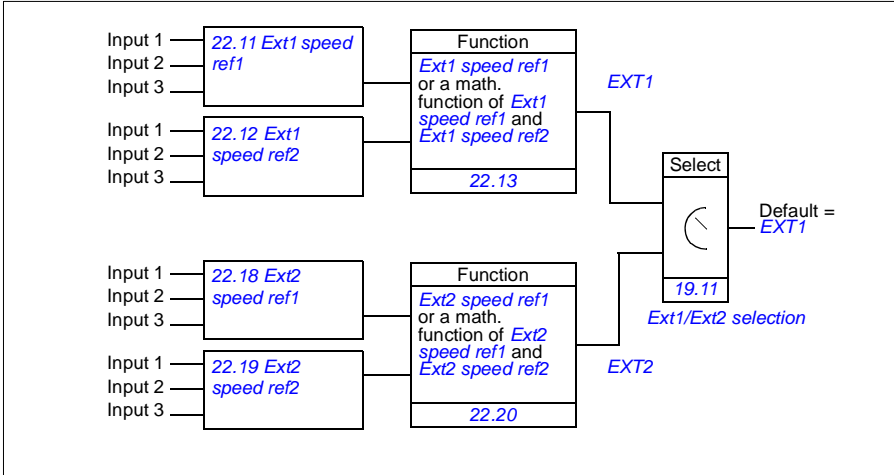 Input 1
Input 2
Input 3
22.11 Ext1 speed
ref1
Input 1
Input 2
Input 3
22.12 Ext1
speed ref2
Function
Ext1 speed ref1
or a math.
function of Ext1
speed ref1 and
Ext1 speed ref2
22.13
EXT1
Input 1
Input 2
Input 3
22.18 Ext2
speed ref1
Input 1
Input 2
Input 3
22.19 Ext2
speed ref2
Function
Ext2 speed ref1
or a math.
function of Ext2
speed ref1 and
Ext2 speed ref2
22.20
EXT2
Select
19.11
Ext1/Ext2 selection
Default =
EXT1